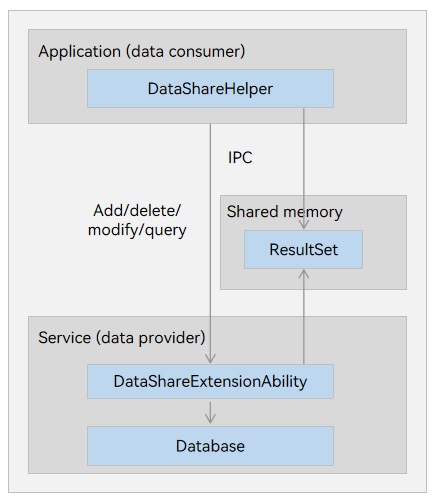 Application (data consumer)
DataShareHelper
IPC
Add/delete/
modify/query
Shared memory
ResultSet
Service (data provider)
DataShareExtensionAbility
Database